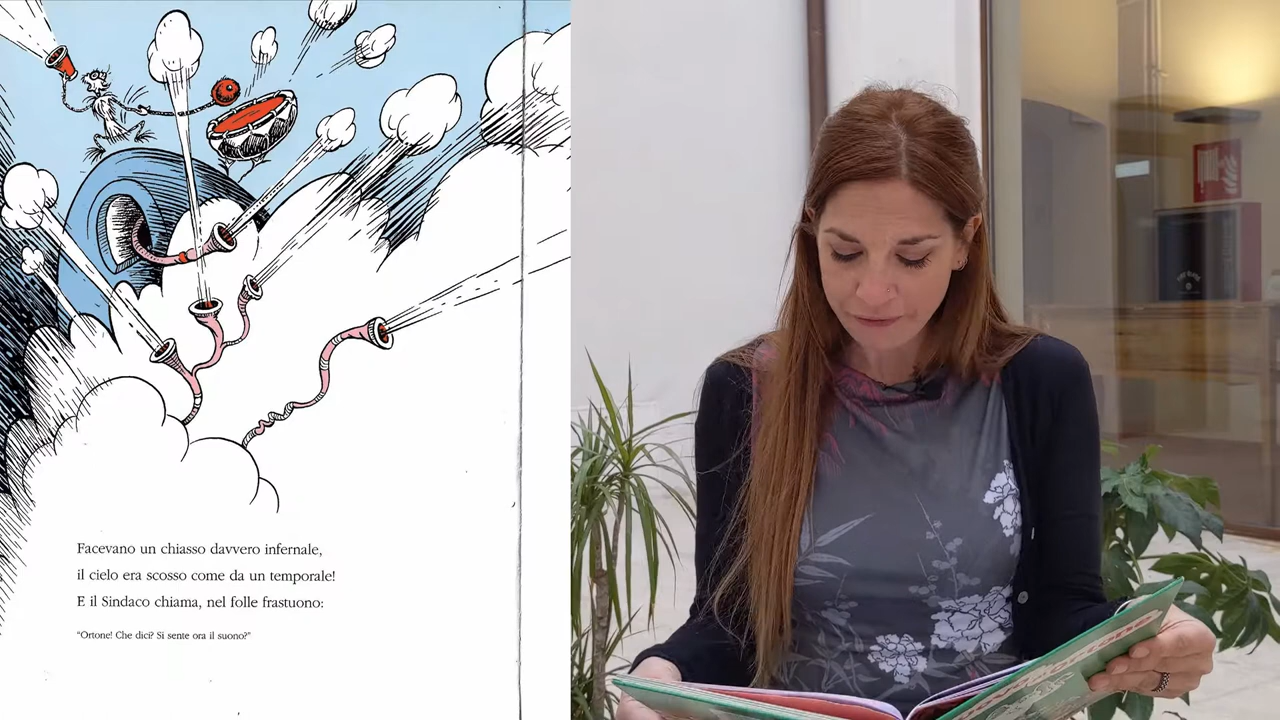 Facevano un chiasso davvero infernale,
il cielo era scosso come da un temporale!
E il Sindaco chiama, nel folle frastuono:
“Ortone! Che dici? Si sente ora il suono?”